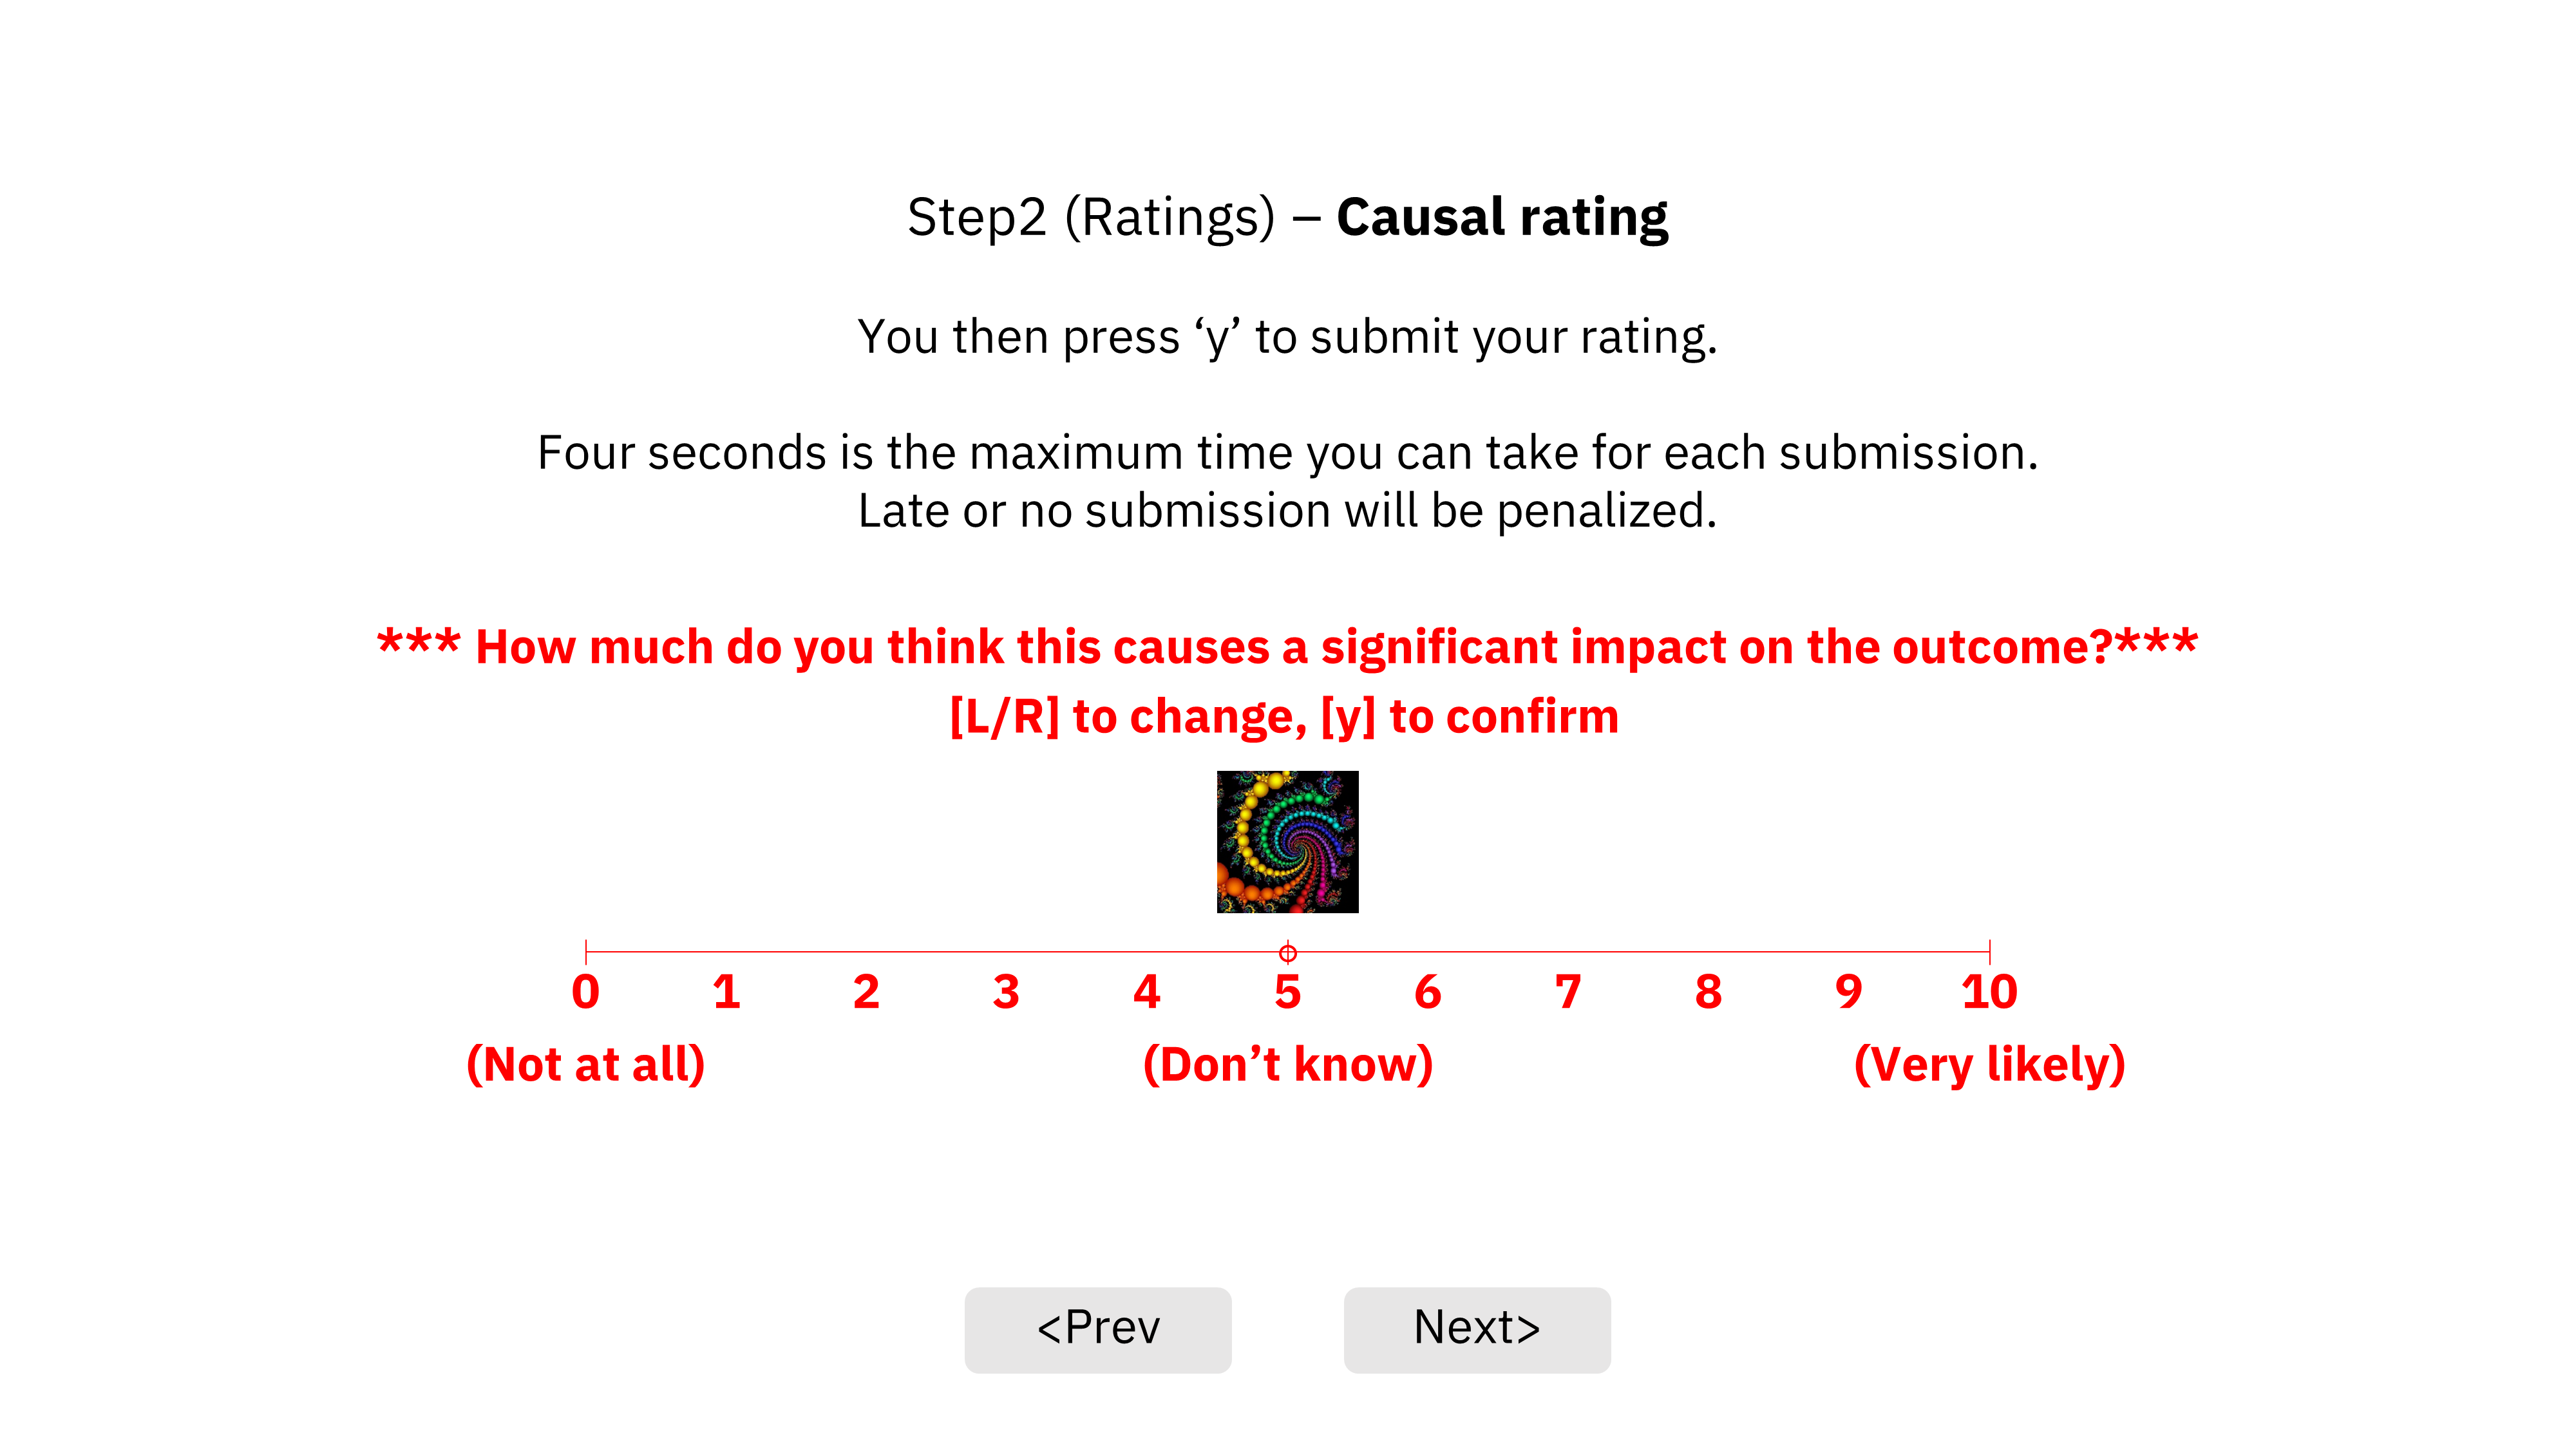 Step2 (Ratings) – Causal rating
You then press ‘y’ to submit your rating.
Four seconds is the maximum time you can take for each submission.
Late or no submission will be penalized.
*** How much do you think this causes a significant impact on the outcome?***
[L/R] to change, [y] to confirm
0 1 2 3 4 5 6 7 8 9 10
(Not at all) (Don’t know) (Very likely)
<Prev Next>